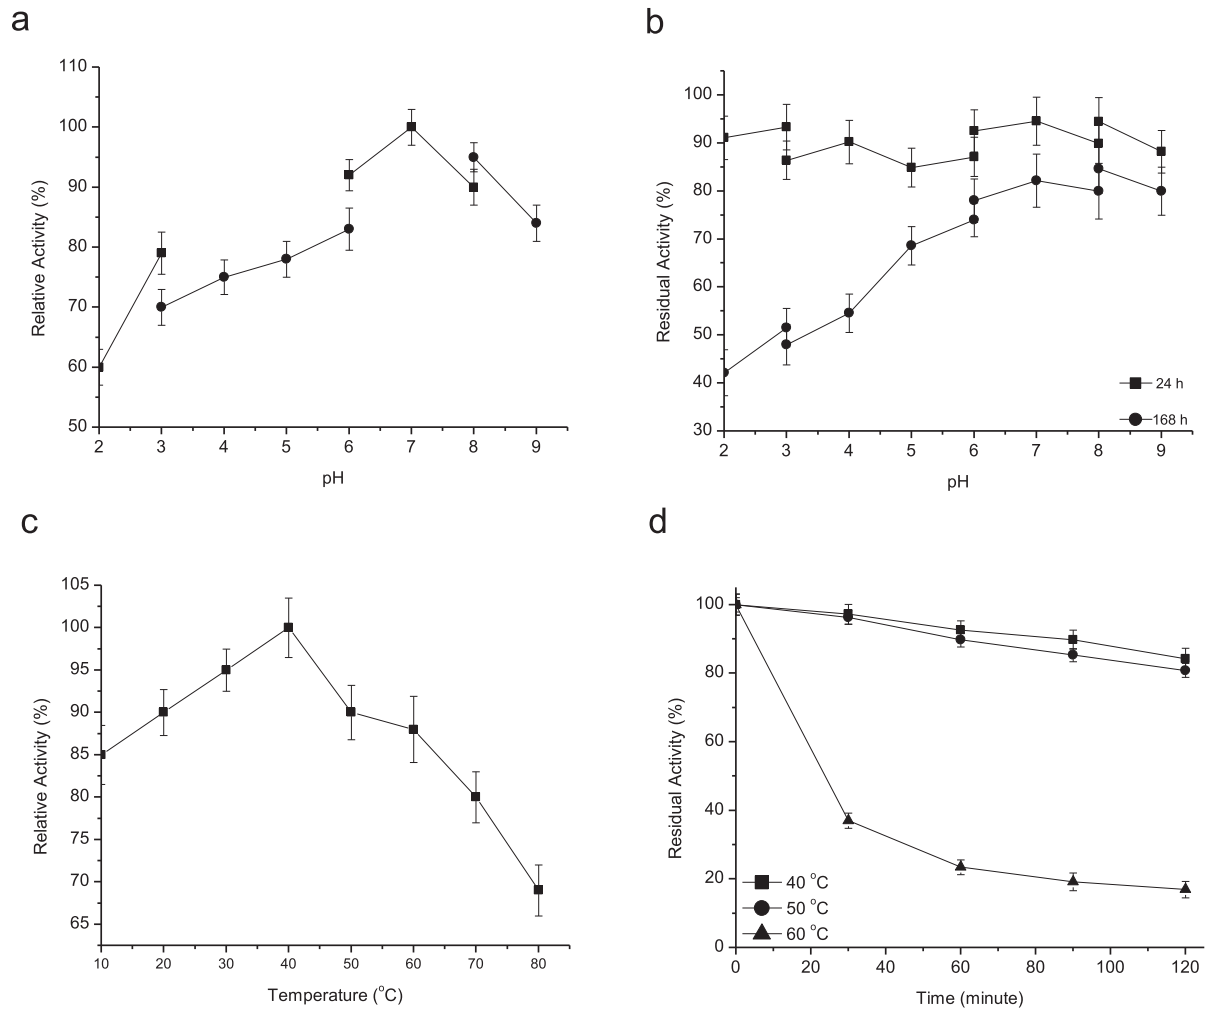 a
110
100
90
80
70
60
50
2 3 4 5 6 7 8 9
Relative Activity (%)
pH
b
100
90
80
70
60
50
40
30
2 3 4 5 6 7 8 9
Residual Activity (%)
pH
24 h
168 h
c
105
100
95
90
85
80
75
70
65
10 20 30 40 50 60 70 80
Relative Activity (%)
Temperature (°C)
d
100
80
60
40
20
0
0 20 40 60 80 100 120
Residual Activity (%)
Time (minute)
40 °C
50 °C
60 °C